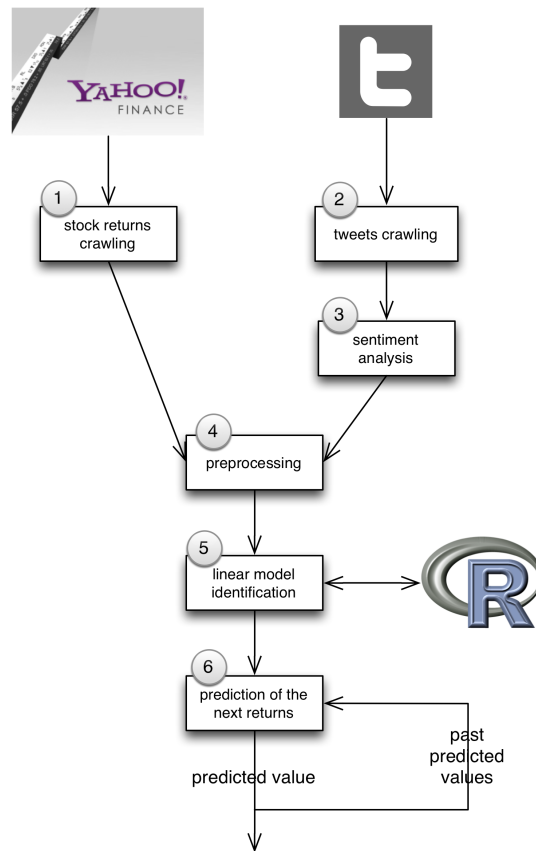 YAHOO!
FINANCE
t
1
stock returns
crawling
2
tweets crawling
3
sentiment
analysis
4
preprocessing
5
linear model
identification
R
6
prediction of the
next returns
past
predicted
values
predicted value